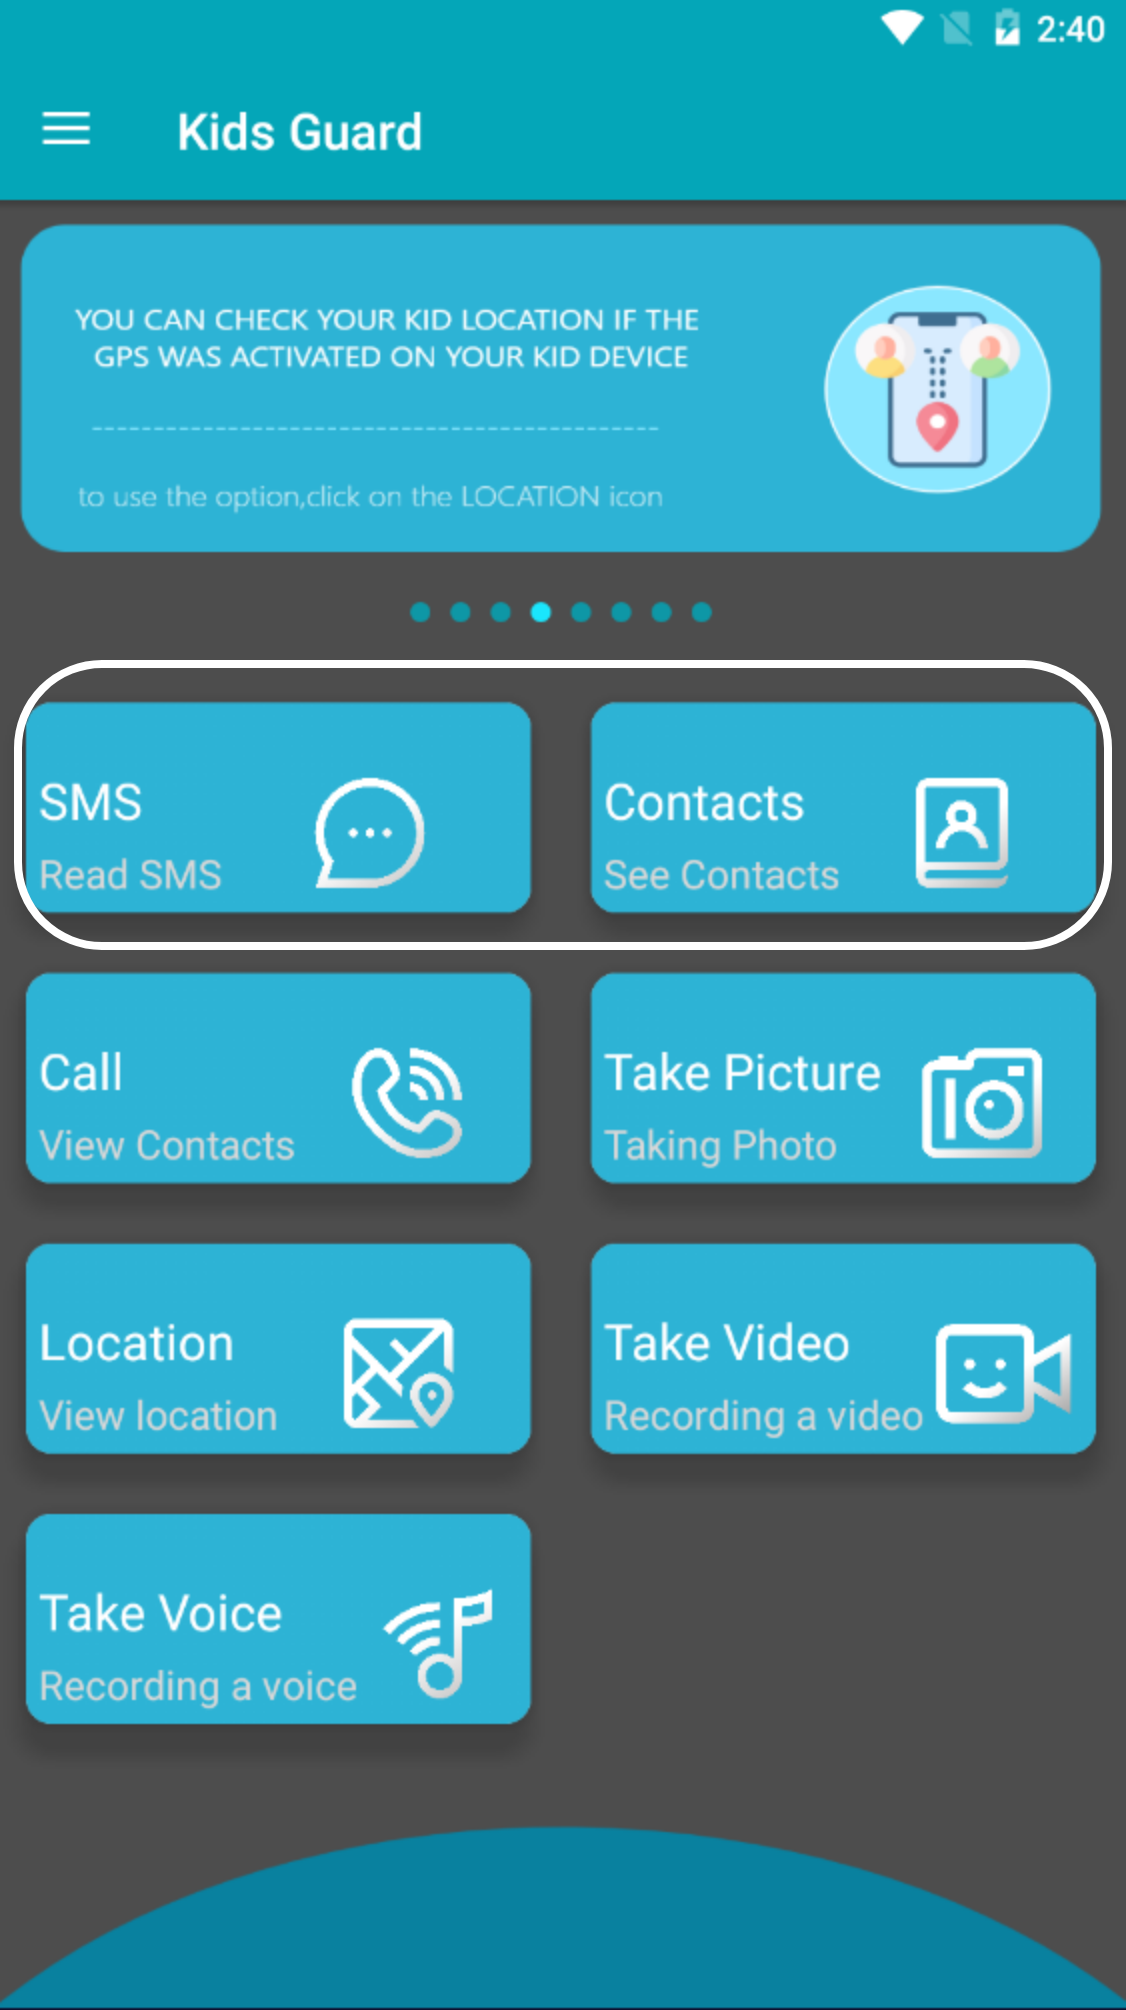 2:40
Kids Guard
YOU CAN CHECK YOUR KID LOCATION IF THE
GPS WAS ACTIVATED ON YOUR KID DEVICE
----------------------------------------------
to use the option,click on the LOCATION icon
SMS
Read SMS
Contacts
See Contacts
Call
View Contacts
Take Picture
Taking Photo
Location
View location
Take Video
Recording a video
Take Voice
Recording a voice